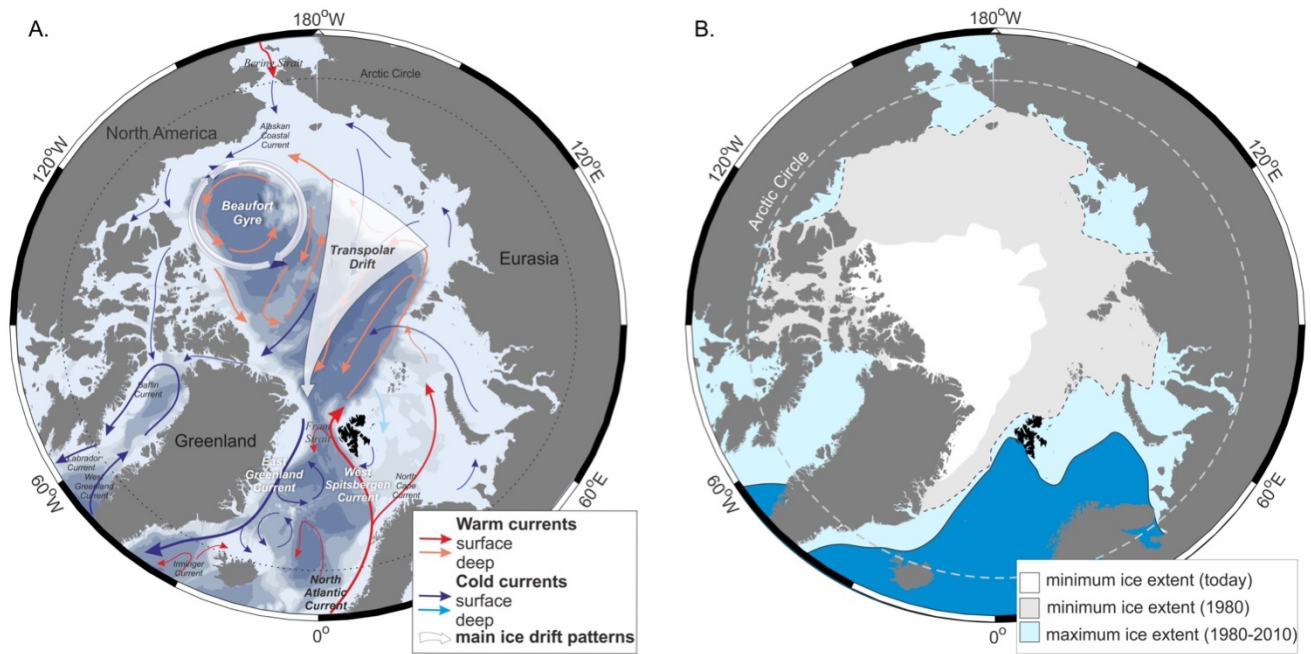 A.
180°W
Bering Strait
Arctic Circle
North America
Alaskan
Coastal
Current
120°W
120°E
Beaufort
Gyre
Transpolar
Drift
Eurasia
Baffin
Current
Greenland
Fram
Strait
Labrador
Current
West
Greenland
Current
East
Greenland
Current
West
Spitsbergen
Current
North
Cape
Current
60°W
60°E
Irminger
Current
North
Atlantic
Current
0°
Warm currents
surface
deep
Cold currents
surface
deep
main ice drift patterns
B.
180°W
120°W
120°E
Arctic Circle
60°W
60°E
0°
minimum ice extent (today)
minimum ice extent (1980)
maximum ice extent (1980-2010)